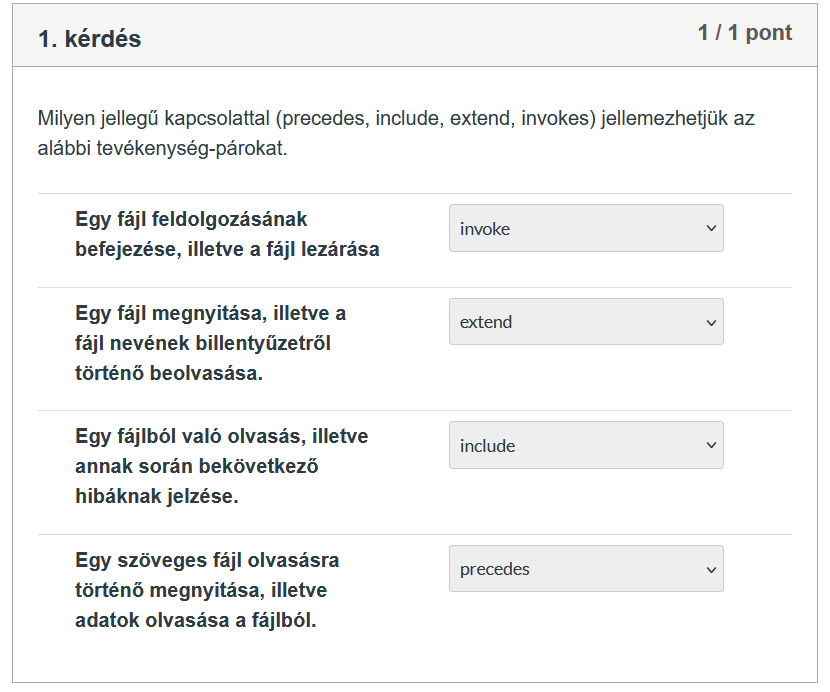 1. kérdés
1 / 1 pont
Milyen jellegű kapcsolattal (precedes, include, extend, invokes) jellemezhetjük az
alábbi tevékenység-párokat.
Egy fájl feldolgozásának
befejezése, illetve a fájl lezárása
invoke
Egy fájl megnyitása, illetve a
fájl nevének billentyűzetről
történő beolvasása.
extend
Egy fájlból való olvasás, illetve
annak során bekövetkező
hibáknak jelzése.
include
Egy szöveges fájl olvasásra
történő megnyitása, illetve
adatok olvasása a fájlból.
precedes